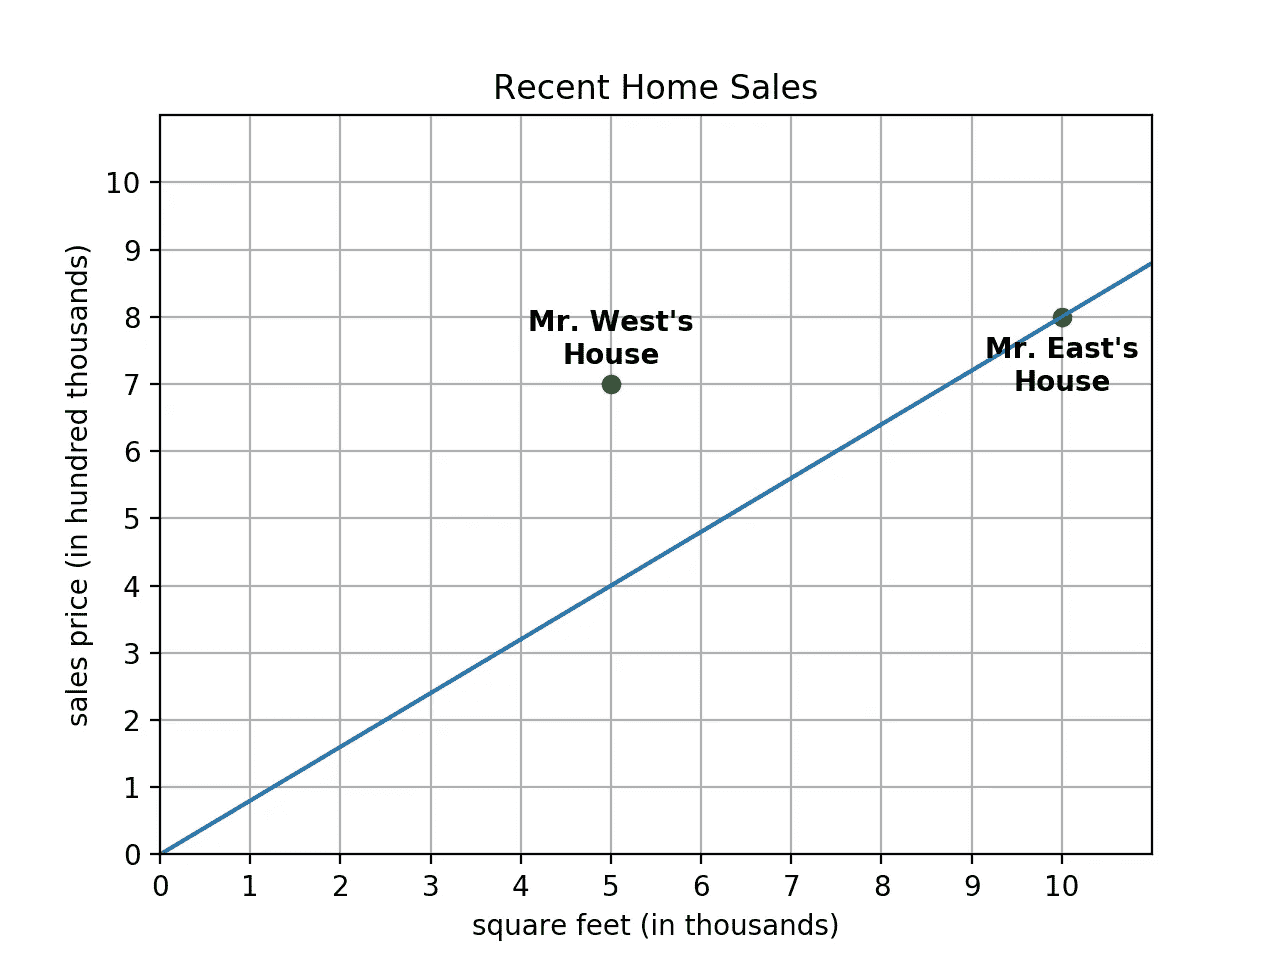 Recent Home Sales
10
9
8
7
6
5
4
3
2
1
0
sales price (in hundred thousands)
Mr. West's
House
Mr. East's
House
0 1 2 3 4 5 6 7 8 9 10
square feet (in thousands)